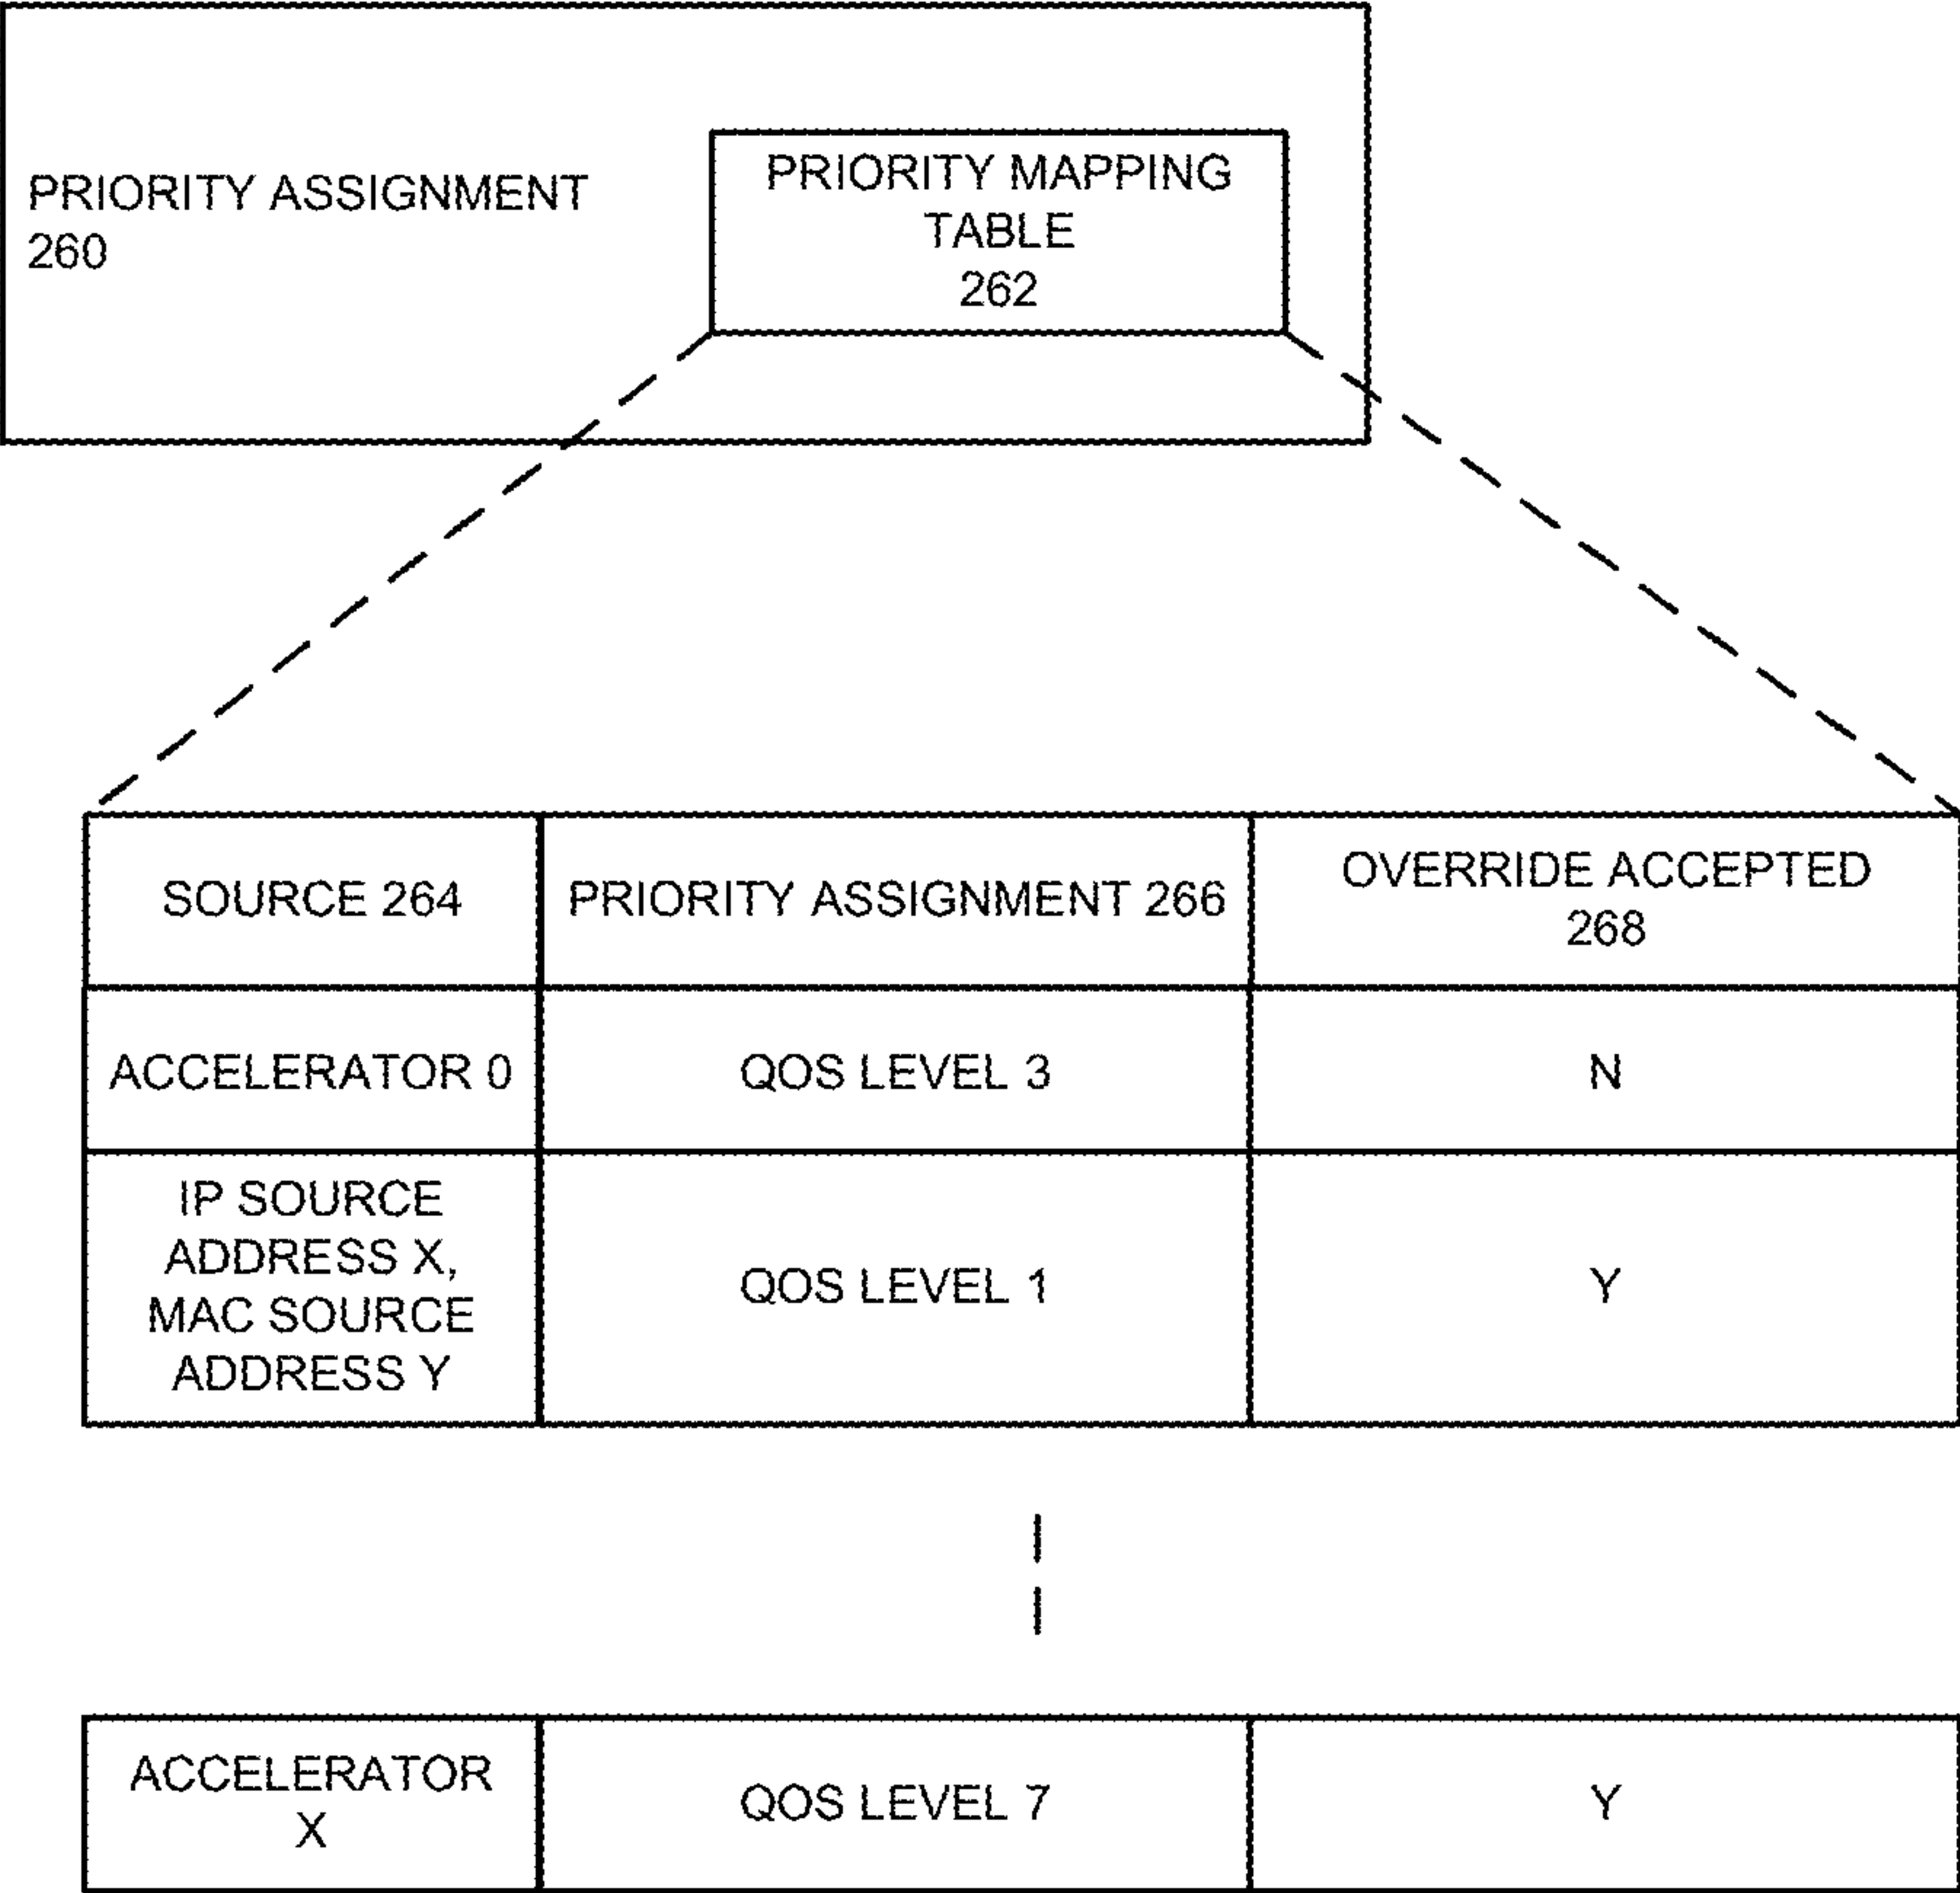 PRIORITY ASSIGNMENT
260
PRIORITY MAPPING
TABLE
262
SOURCE 264
PRIORITY ASSIGNMENT 266
OVERRIDE ACCEPTED
268
ACCELERATOR 0
QOS LEVEL 3
N
IP SOURCE
ADDRESS X,
MAC SOURCE
ADDRESS Y
QOS LEVEL 1
Y
ACCELERATOR
X
QOS LEVEL 7
Y